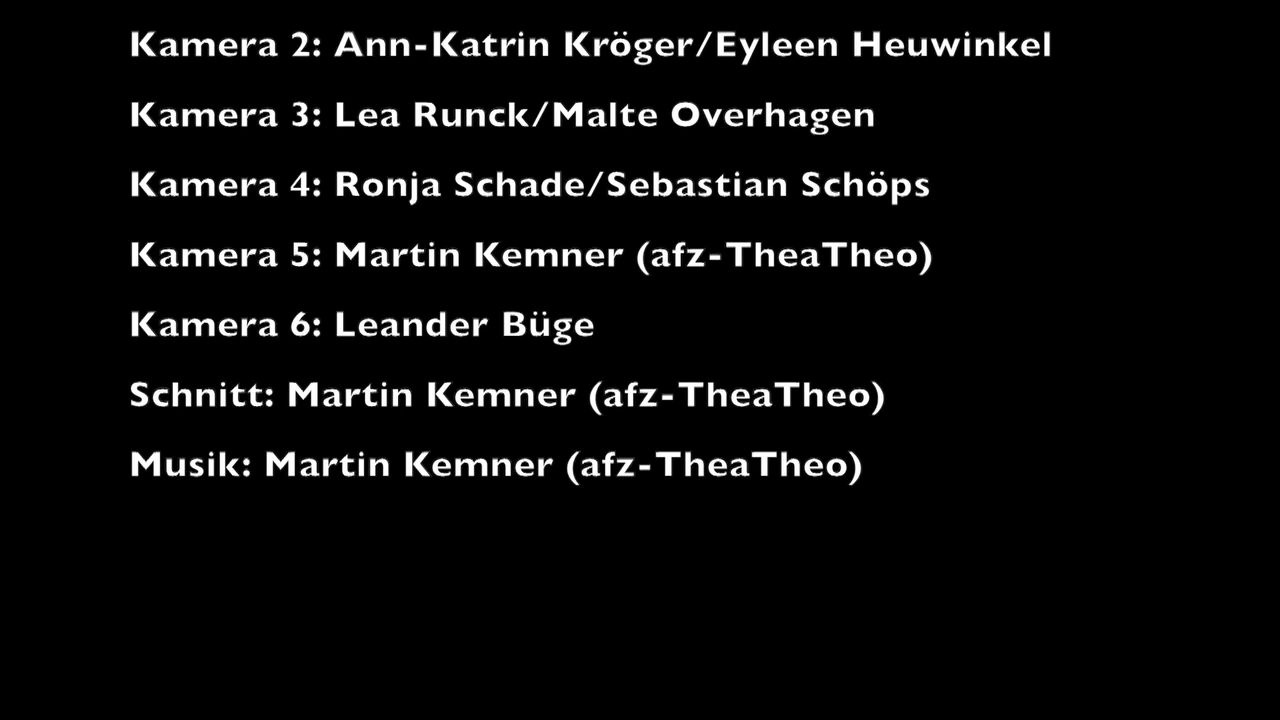 Kamera 2: Ann-Katrin Kröger/Eyleen Heuwinkel
Kamera 3: Lea Runck/Malte Overhagen
Kamera 4: Ronja Schade/Sebastian Schöps
Kamera 5: Martin Kemner (afz-TheaTheo)
Kamera 6: Leander Büge
Schnitt: Martin Kemner (afz-TheaTheo)
Musik: Martin Kemner (afz-TheaTheo)